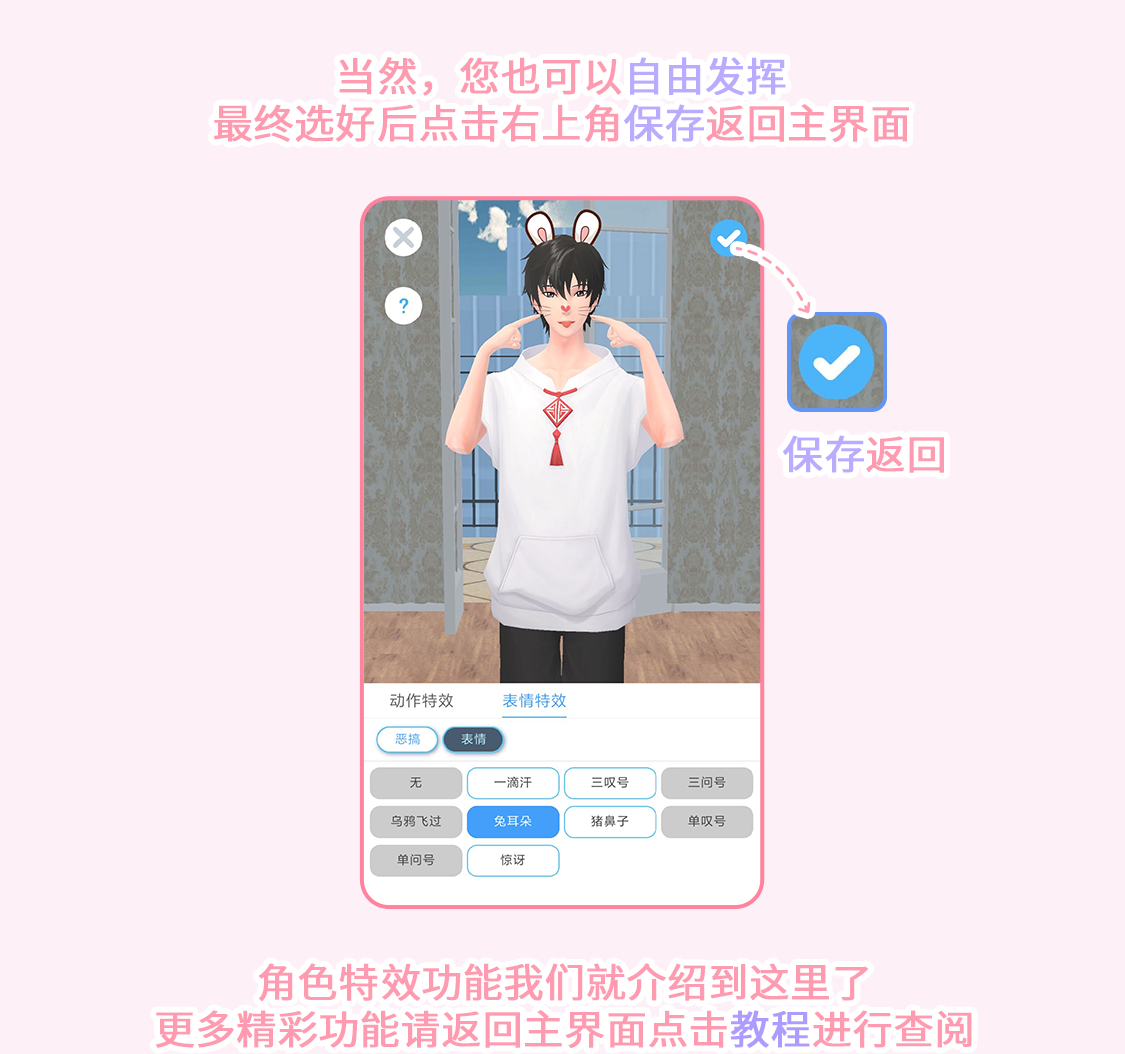 当然，您也可以自由发挥
最终选好后点击右上角保存返回主界面
?
保存返回
动作特效 表情特效
恶搞 表情
无 一滴汗 三叹号 三问号
乌鸦飞过 兔耳朵 猪鼻子 单叹号
单问号 惊讶
角色特效功能我们就介绍到这里了
更多精彩功能请返回主界面点击教程进行查阅